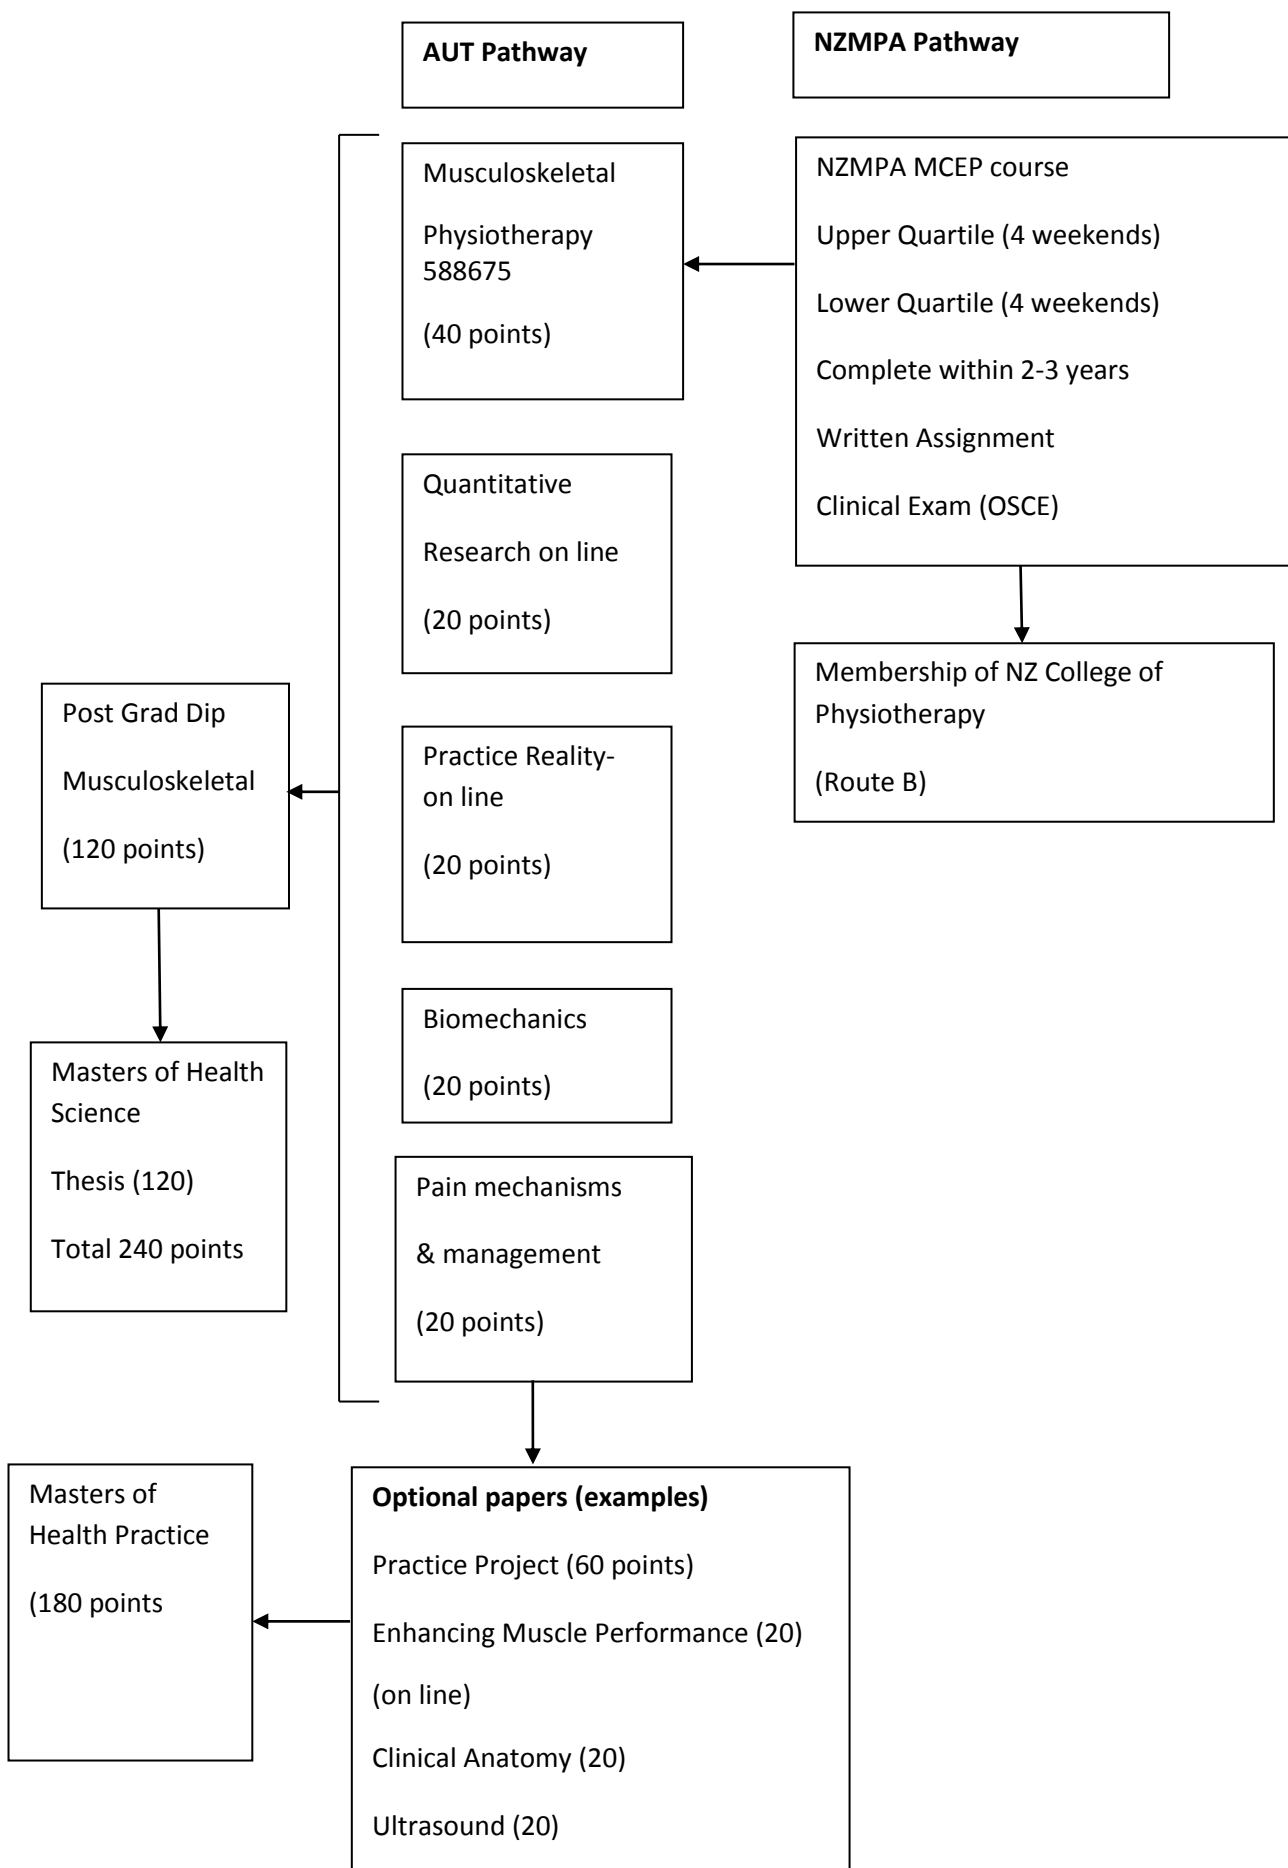 AUT Pathway
NZMPA Pathway
Musculoskeletal
Physiotherapy
588675
(40 points)
NZMPA MCEP course
Upper Quartile (4 weekends)
Lower Quartile (4 weekends)
Complete within 2-3 years
Written Assignment
Clinical Exam (OSCE)
Quantitative
Research on line
(20 points)
Membership of NZ College of
Physiotherapy
(Route B)
Post Grad Dip
Musculoskeletal
(120 points)
Practice Reality-
on line
(20 points)
Biomechanics
(20 points)
Masters of Health
Science
Thesis (120)
Total 240 points
Pain mechanisms
& management
(20 points)
Masters of
Health Practice
(180 points
Optional papers (examples)
Practice Project (60 points)
Enhancing Muscle Performance (20)
(on line)
Clinical Anatomy (20)
Ultrasound (20)